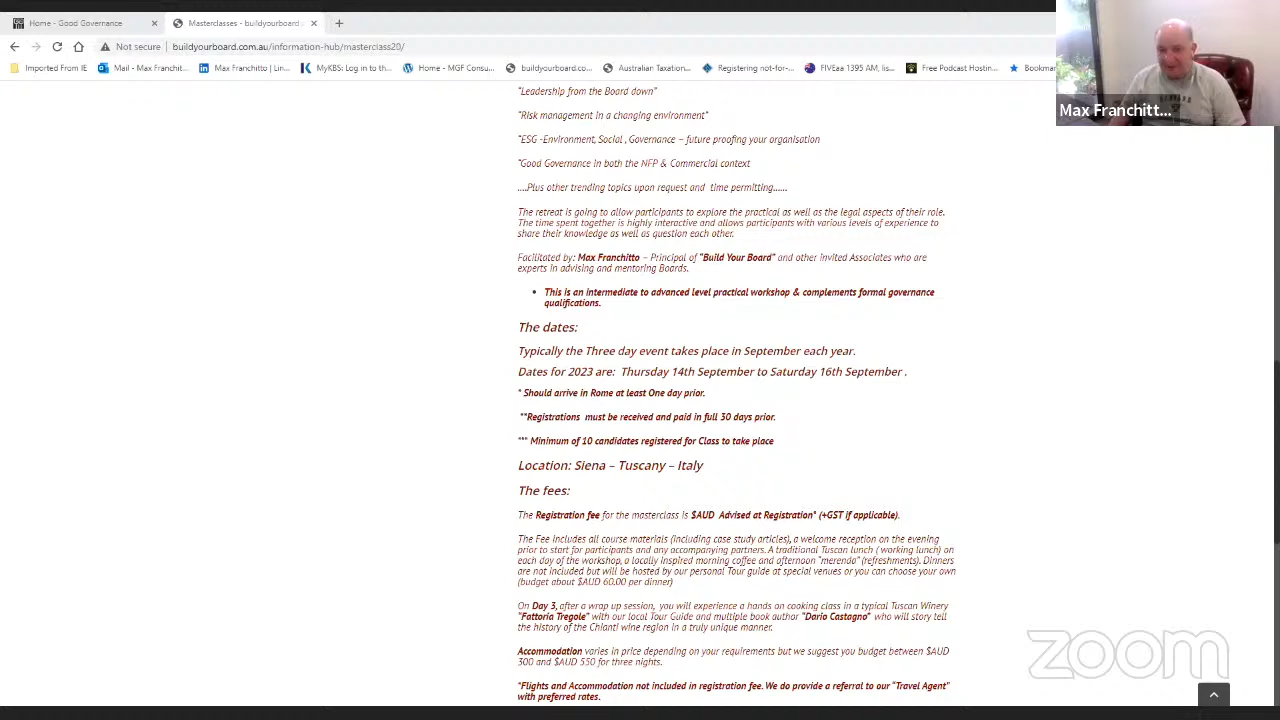 Home - Good Governance
Masterclasses - buildyourboard
Not secure
buildyourboard.com.au/information-hub/masterclass20/
Imported From IE
Mail - Max Franchit...
Max Franchitto | Lin...
MyKBS: Log in to th...
Home - MGF Consu...
buildyourboard.co...
Australian Taxation...
Registering not-for-...
FIVEaa 1395 AM, lis...
Free Podcast Hostin...
Bookmar
Max Franchitt...
"Leadership from the Board down"
"Risk management in a changing environment"
"ESG -Environment, Social , Governance – future proofing your organisation
"Good Governance in both the NFP & Commercial context
....Plus other trending topics upon request and time permitting......
The retreat is going to allow participants to explore the practical as well as the legal aspects of their role.
The time spent together is highly interactive and allows participants with various levels of experience to
share their knowledge as well as question each other.
Facilitated by: Max Franchitto – Principal of "Build Your Board" and other invited Associates who are
experts in advising and mentoring Boards.
• This is an intermediate to advanced level practical workshop & complements formal governance
qualifications.
The dates:
Typically the Three day event takes place in September each year.
Dates for 2023 are: Thursday 14th September to Saturday 16th September .
* Should arrive in Rome at least One day prior.
**Registrations must be received and paid in full 30 days prior.
*** Minimum of 10 candidates registered for Class to take place
Location: Siena – Tuscany – Italy
The fees:
The Registration fee for the masterclass is $AUD Advised at Registration* (+GST if applicable).
The Fee includes all course materials (including case study articles), a welcome reception on the evening
prior to start for participants and any accompanying partners. A traditional Tuscan lunch ( working lunch) on
each day of the workshop, a locally inspired morning coffee and afternoon "merenda" (refreshments). Dinners
are not included but will be hosted by our personal Tour guide at special venues or you can choose your own
(budget about $AUD 60.00 per dinner)
On Day 3, after a wrap up session, you will experience a hands on cooking class in a typical Tuscan Winery
"Fattoria Tregole" with our local Tour Guide and multiple book author "Dario Castagno" who will story tell
the history of the Chianti wine region in a truly unique manner.
Accommodation varies in price depending on your requirements but we suggest you budget between $AUD
300 and $AUD 550 for three nights.
*Flights and Accommodation not included in registration fee. We do provide a referral to our "Travel Agent"
with preferred rates.
zoom